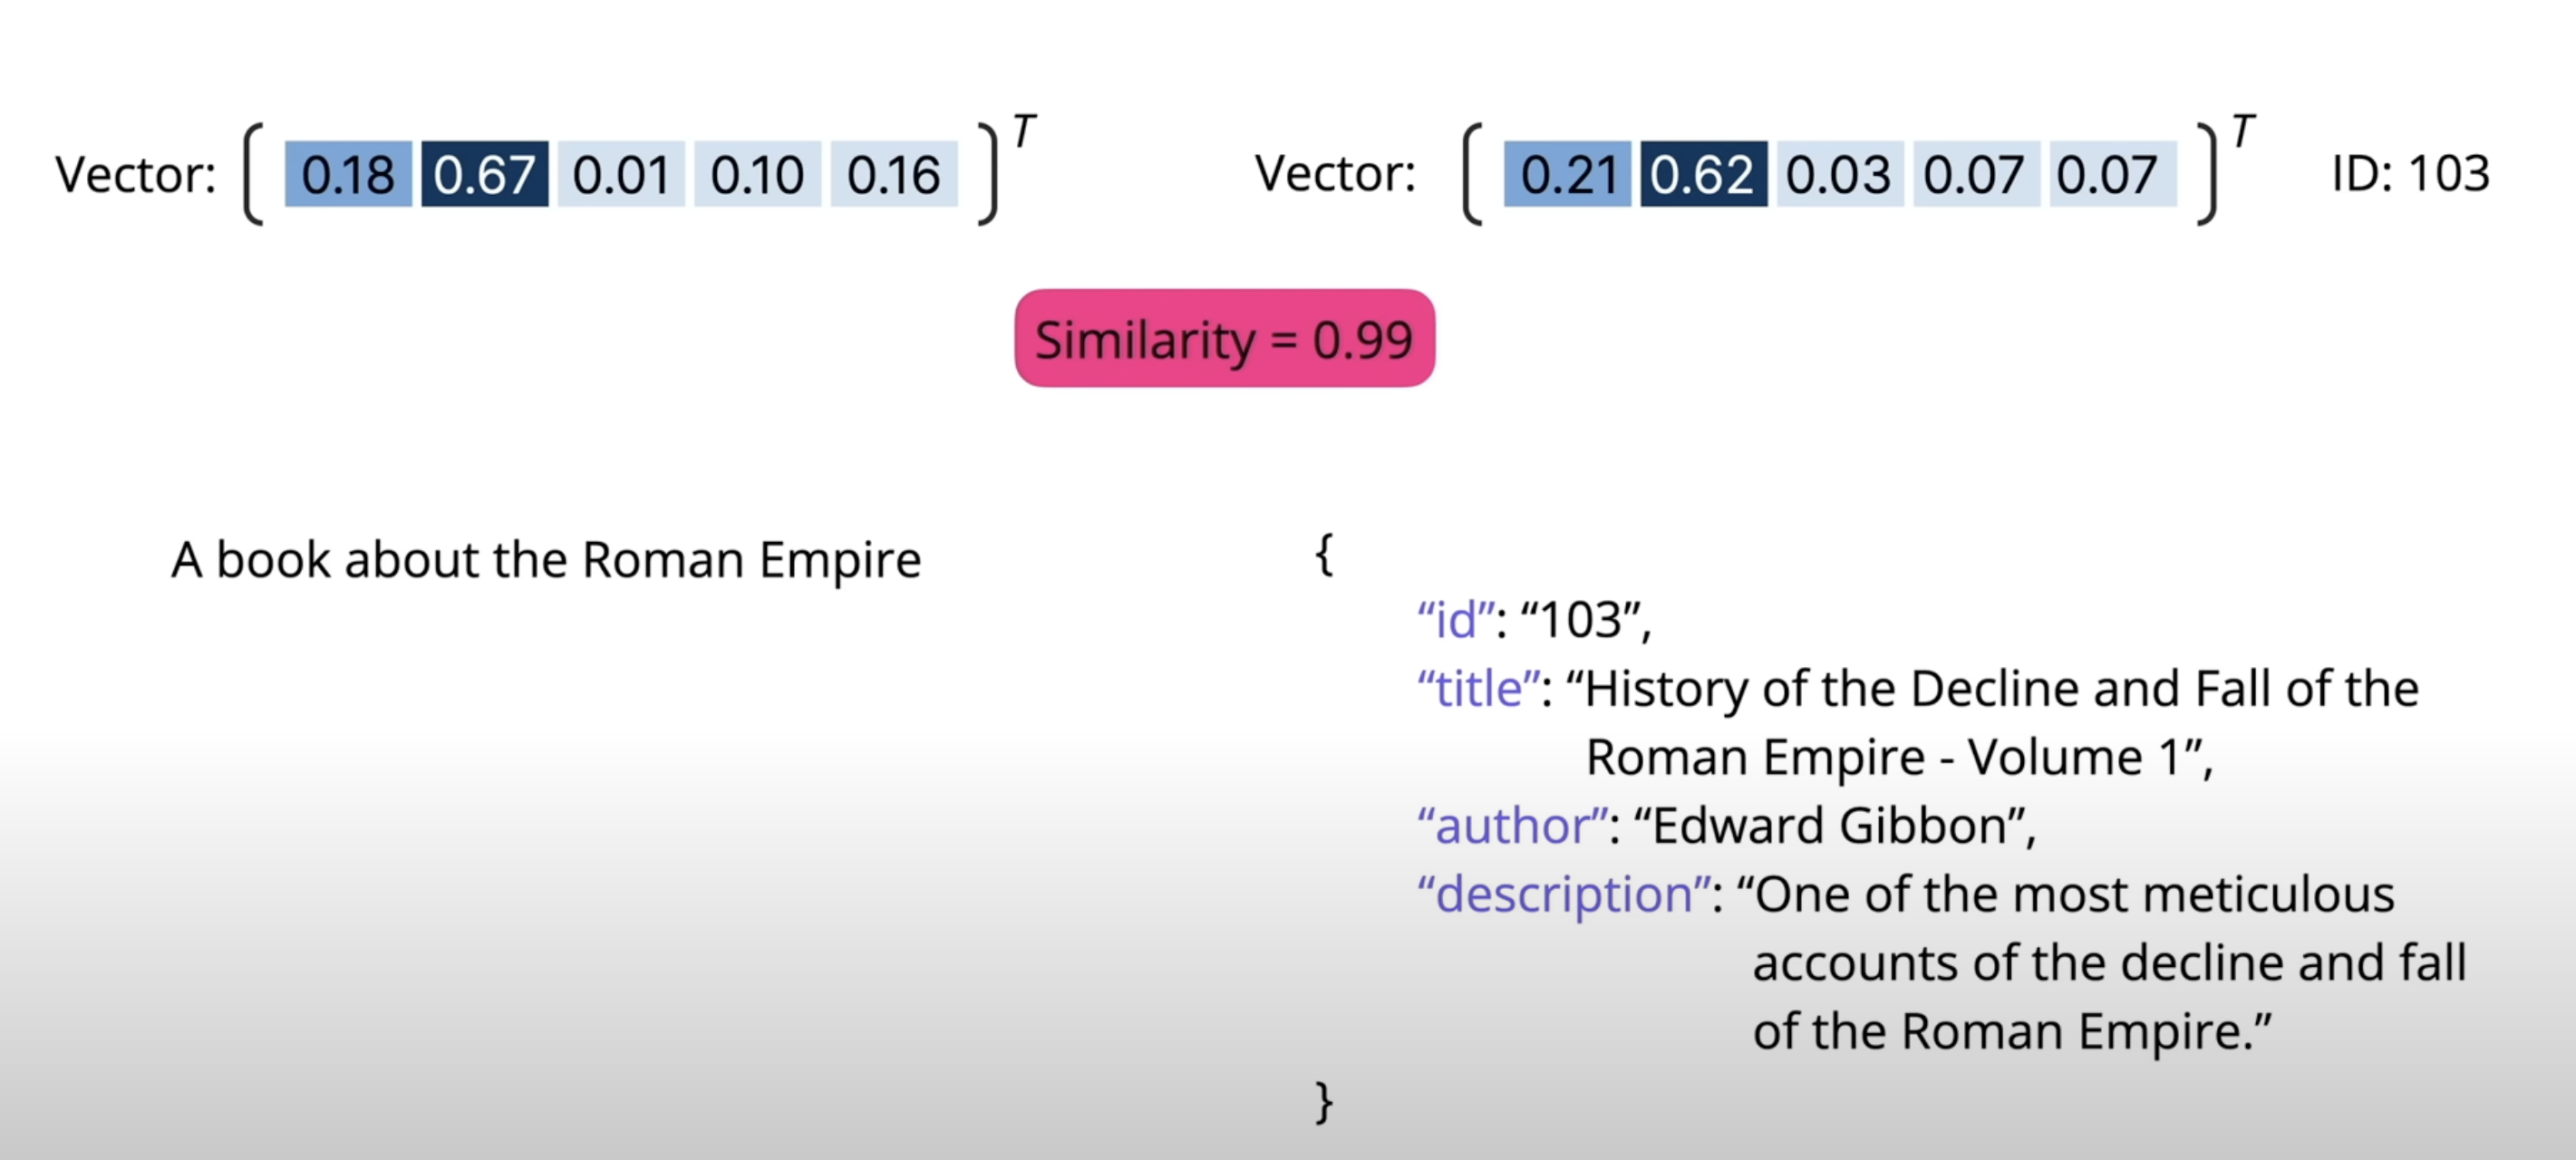 Vector: ( 0.18 0.67 0.01 0.10 0.16 )T
Vector: ( 0.21 0.62 0.03 0.07 0.07 )T ID: 103
Similarity = 0.99
A book about the Roman Empire
{
“id”: “103”,
“title”: “History of the Decline and Fall of the
Roman Empire - Volume 1”,
“author”: “Edward Gibbon”,
“description”: “One of the most meticulous
accounts of the decline and fall
of the Roman Empire.”
}